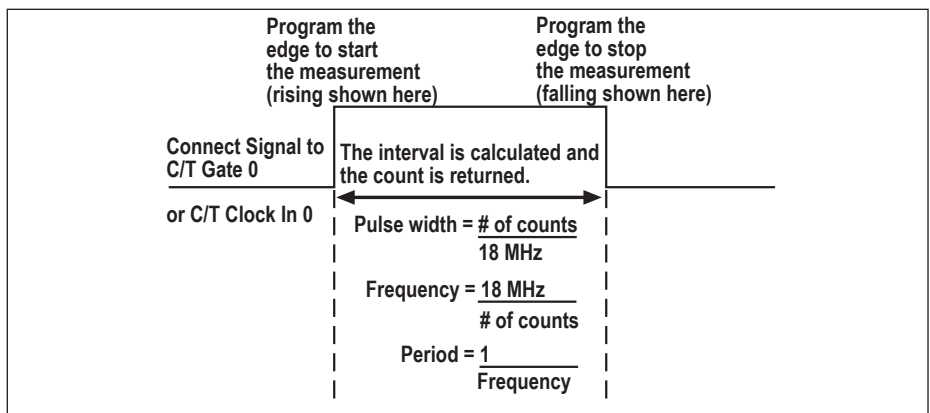 Program the
edge to start
the measurement
(rising shown here)
Program the
edge to stop
the measurement
(falling shown here)
Connect Signal to
C/T Gate 0
or C/T Clock In 0
The interval is calculated and
the count is returned.
Pulse width = # of counts
18 MHz
Frequency = 18 MHz
# of counts
Period = 1
Frequency